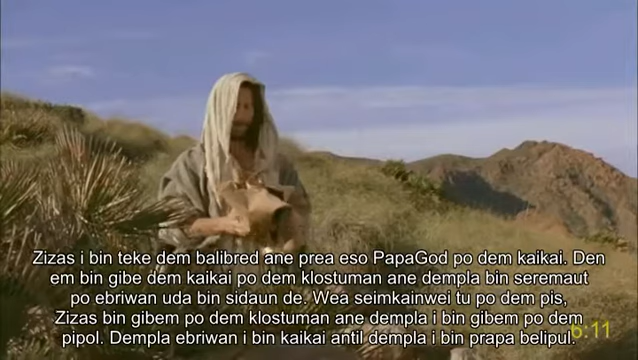 Zizas i bin teke dem balibred ane prea eso PapaGod po dem kaikai. Den
em bin gibe dem kaikai po dem klostuman ane dempla bin seremaut
po ebriwan uda bin sidaun de. Wea seimkainwei tu po dem pis,
Zizas bin gibem po dem klostuman ane dempla i bin gibem po dem
pipol. Dempla ebriwan i bin kaikai antil dempla i bin prapa belipul.
6:11